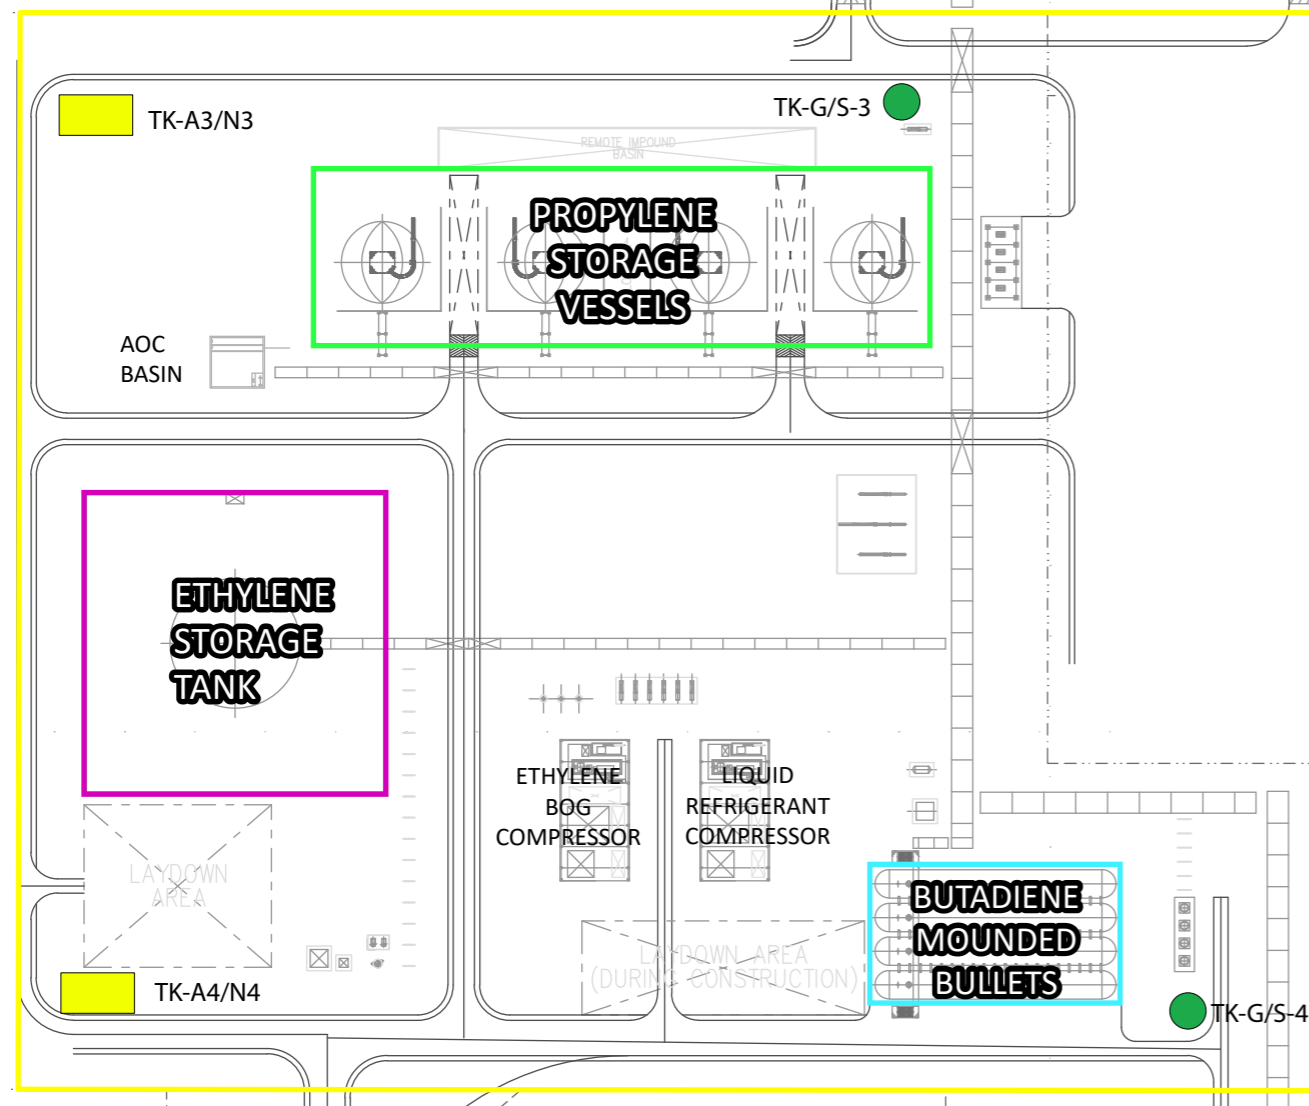 TK-A3/N3
TK-G/S-3
REMOTE IMPOUND
BASIN
PROPYLENE
STORAGE
VESSELS
AOC
BASIN
ETHYLENE
STORAGE
TANK
ETHYLENE
BOG
COMPRESSOR
LIQUID
REFRIGERANT
COMPRESSOR
LAYDOWN
AREA
LAYDOWN AREA
(DURING CONSTRUCTION)
BUTADIENE
MOUNDED
BULLETS
TK-A4/N4
TK-G/S-4